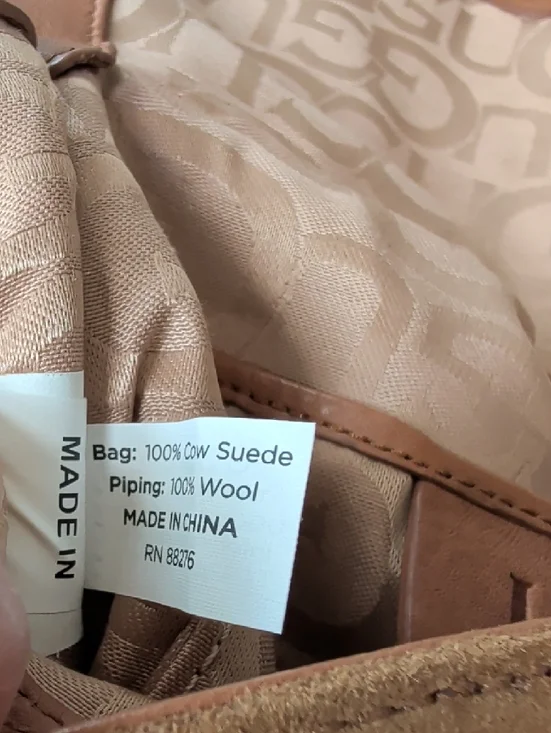 MADE IN
Bag: 100% Cow Suede
Piping: 100% Wool
MADE IN CHINA
RN 88276